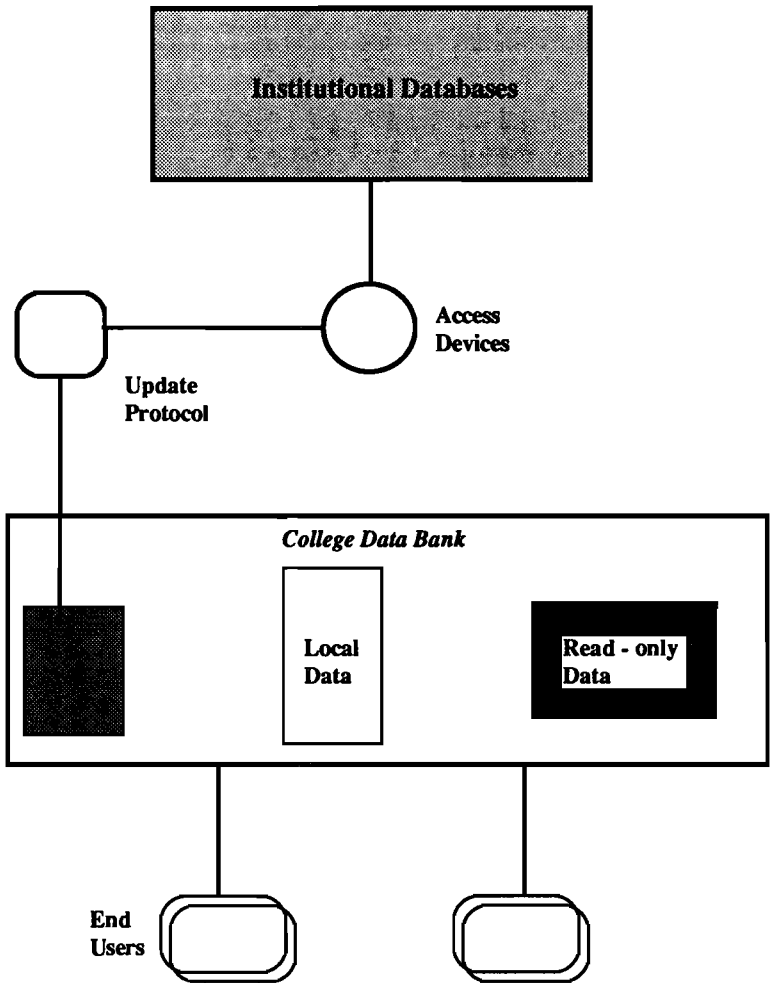 Institutional Databases
Access
Devices
Update
Protocol
College Data Bank
Local
Data
Read - only
Data
End
Users